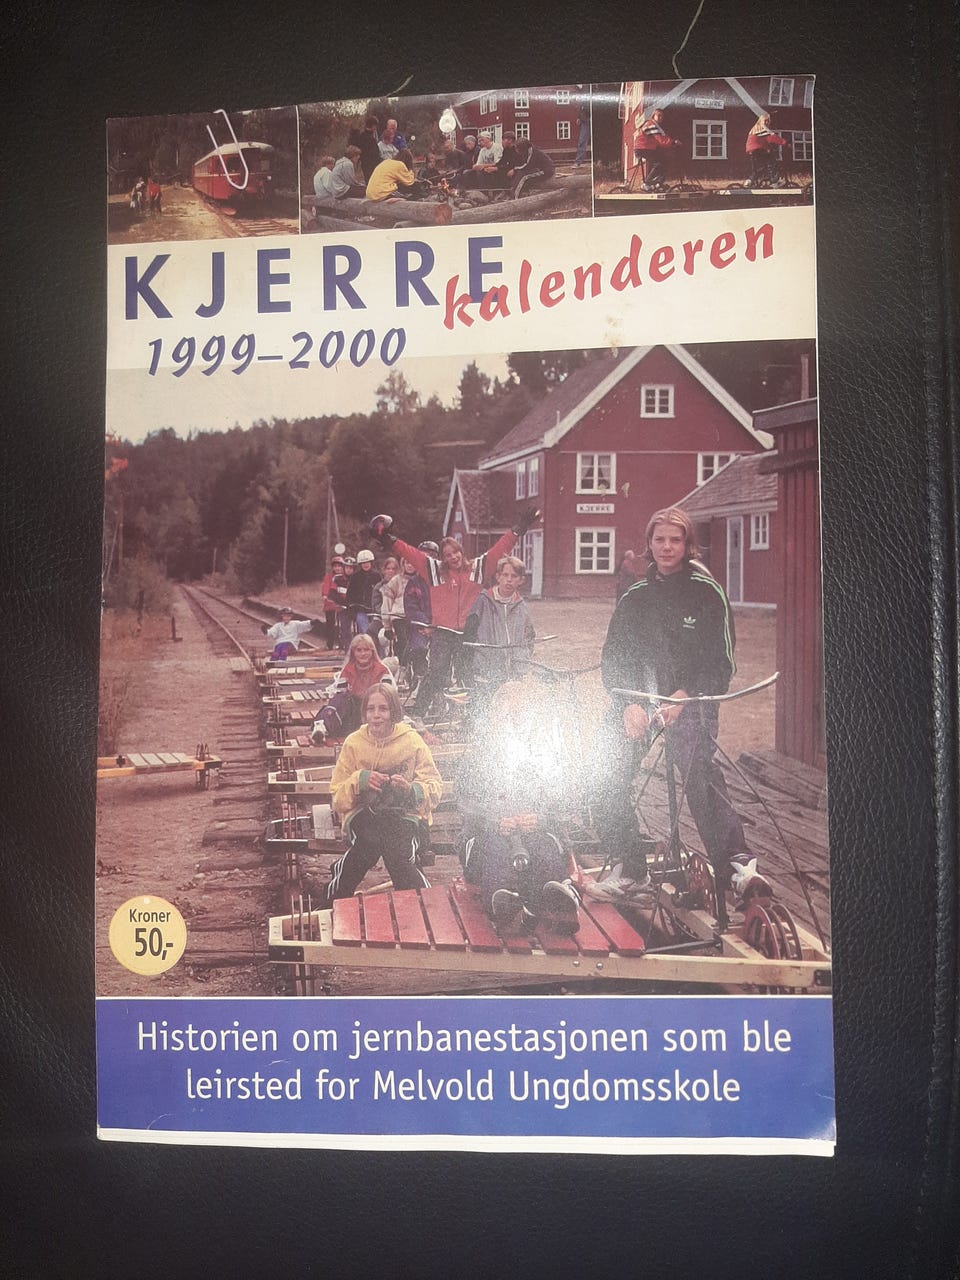 KJERRE
kalenderen
1999–2000
KJERRE
Kroner
50,-
Historien om jernbanestasjonen som ble
leirsted for Melvold Ungdomsskole